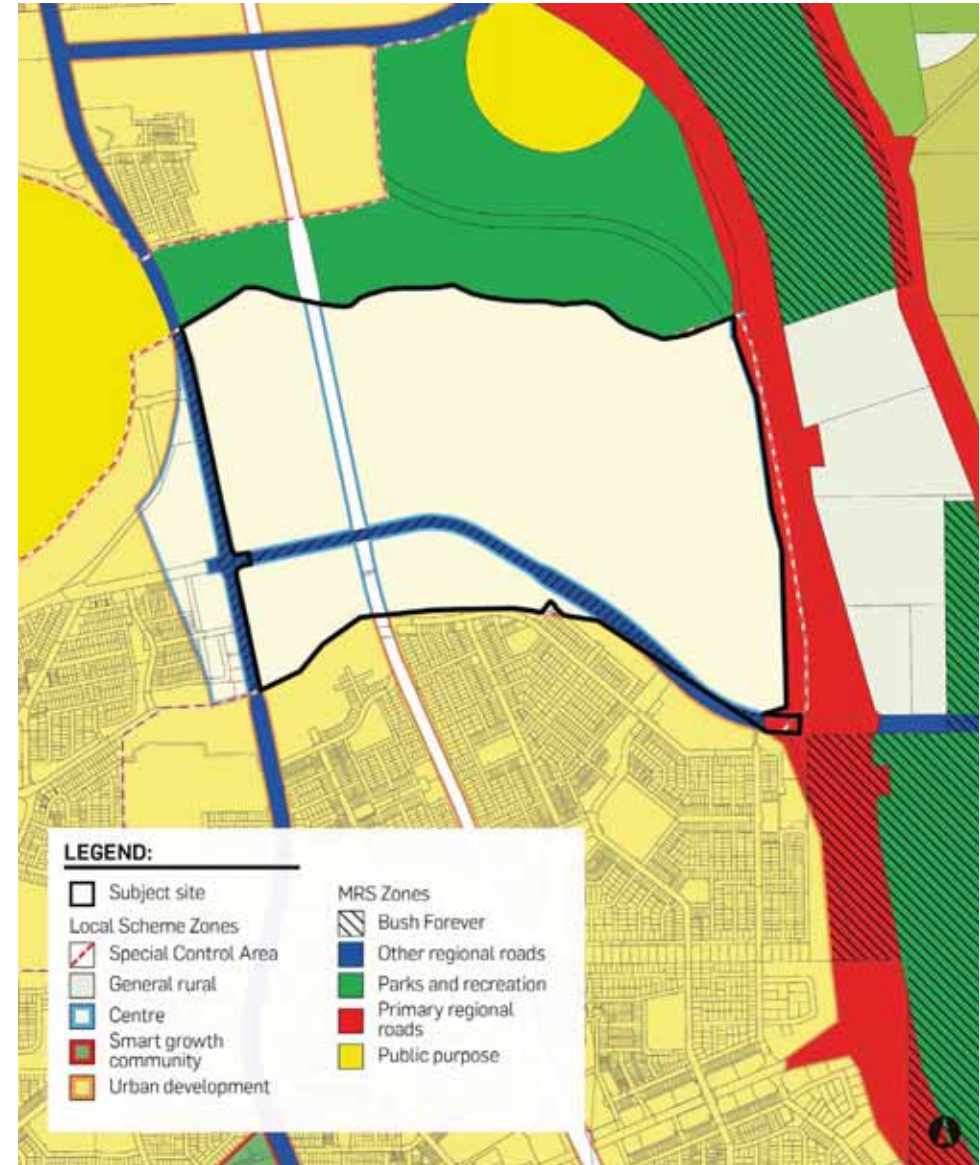 LEGEND:
Subject site
Local Scheme Zones
Special Control Area
General rural
Centre
Smart growth
community
Urban development
MRS Zones
Bush Forever
Other regional roads
Parks and recreation
Primary regional
roads
Public purpose